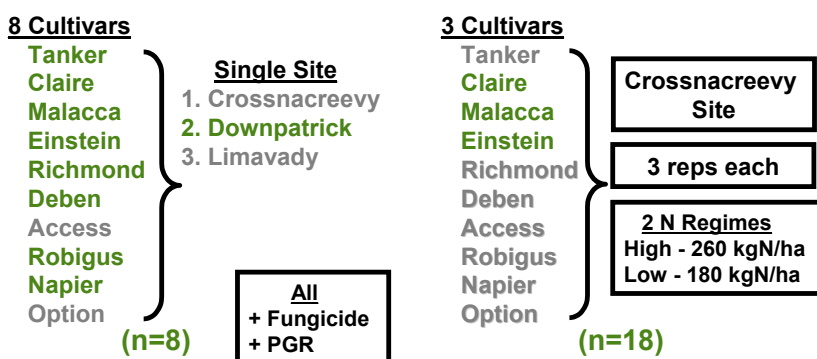 8 Cultivars
Tanker
Claire
Malacca
Einstein
Richmond
Deben
Access
Robigus
Napier
Option
(n=8)
Single Site
1. Crossnacreevy
2. Downpatrick
3. Limavady
All
+ Fungicide
+ PGR
3 Cultivars
Tanker
Claire
Malacca
Einstein
Richmond
Deben
Access
Robigus
Napier
Option
(n=18)
Crossnacreevy
Site
3 reps each
2 N Regimes
High - 260 kgN/ha
Low - 180 kgN/ha